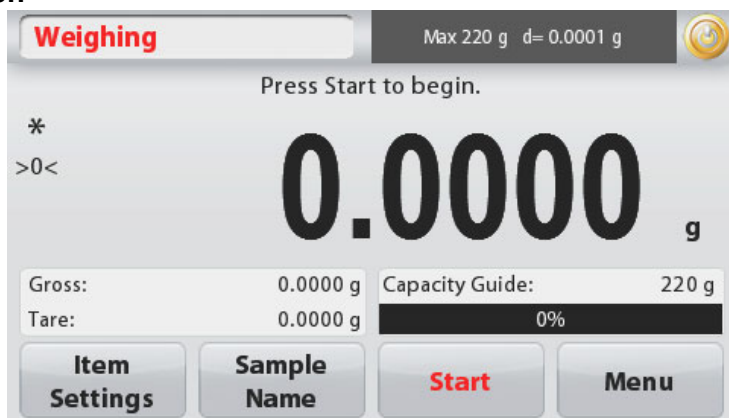 Weighing
Max 220 g d= 0.0001 g
Press Start to begin.
*
>0<
0.0000 g
Gross: 0.0000 g
Tare: 0.0000 g
Capacity Guide: 220 g
0%
Item Settings
Sample Name
Start
Menu